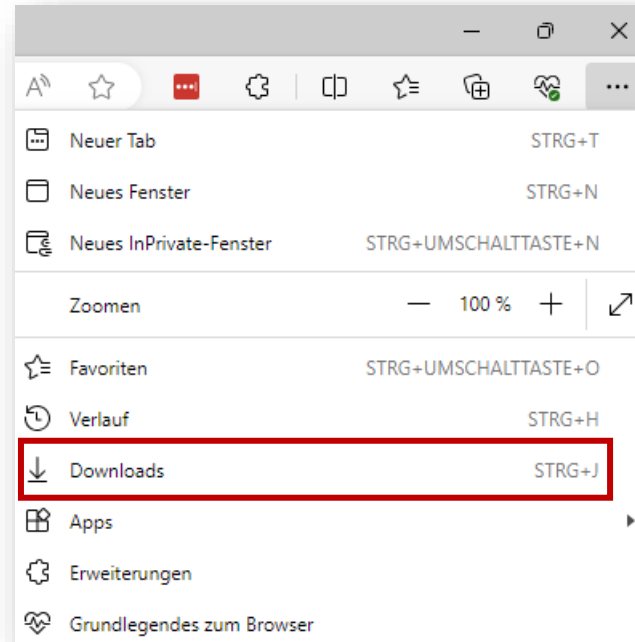 Neuer Tab STRG+T
Neues Fenster STRG+N
Neues InPrivate-Fenster STRG+UMSCHALTTASTE+N
Zoomen 100 %
Favoriten STRG+UMSCHALTTASTE+O
Verlauf STRG+H
Downloads STRG+J
Apps
Erweiterungen
Grundlegendes zum Browser